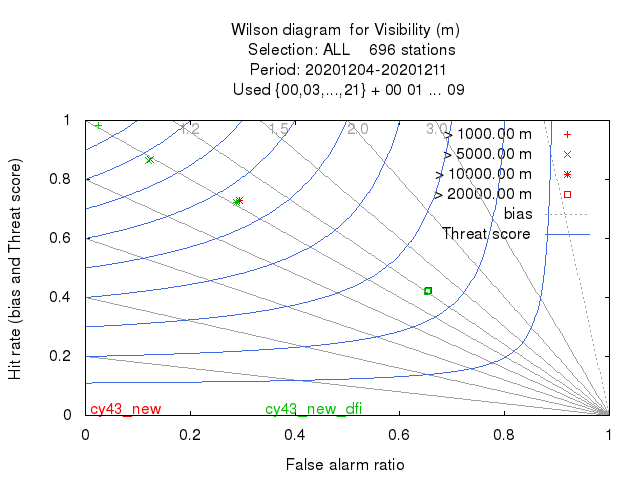 Wilson diagram for Visibility (m)
Selection: ALL 696 stations
Period: 20201204-20201211
Used {00,03,...,21} + 00 01 ... 09
1.2 1.5 2.0 3.0
> 1000.00 m
> 5000.00 m
> 10000.00 m
> 20000.00 m
bias
Threat score
Hit rate (bias and Threat score)
1
0.8
0.6
0.4
0.2
0
cy43_new cy43_new_dfi
0 0.2 0.4 0.6 0.8 1
False alarm ratio